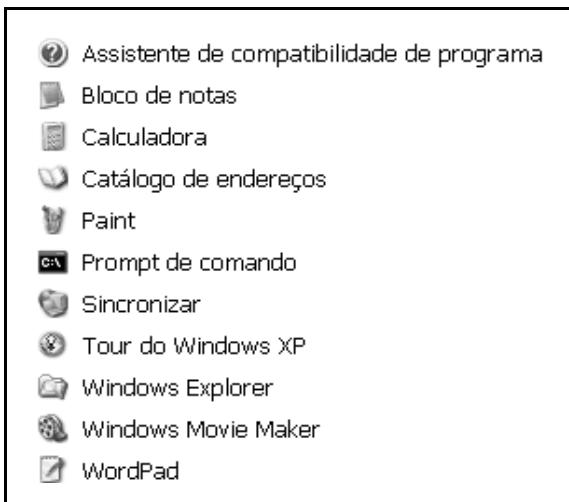 Assistente de compatibilidade de programa
Bloco de notas
Calculadora
Catálogo de endereços
Paint
C:\ Prompt de comando
Sincronizar
Tour do Windows XP
Windows Explorer
Windows Movie Maker
WordPad